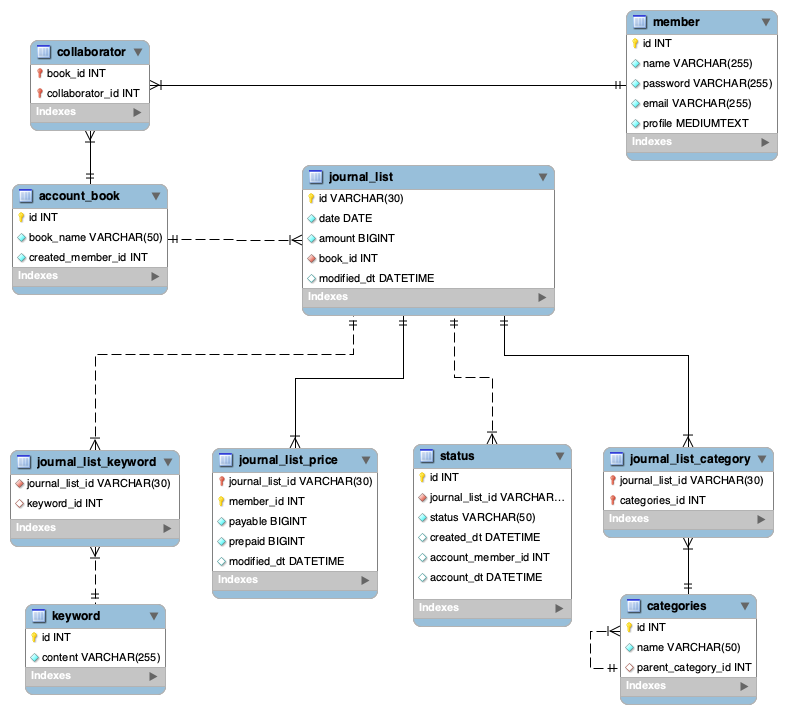 collaborator
book_id INT
collaborator_id INT
Indexes
member
id INT
name VARCHAR(255)
password VARCHAR(255)
email VARCHAR(255)
profile MEDIUMTEXT
Indexes
account_book
id INT
book_name VARCHAR(50)
created_member_id INT
Indexes
journal_list
id VARCHAR(30)
date DATE
amount BIGINT
book_id INT
modified_dt DATETIME
Indexes
journal_list_keyword
journal_list_id VARCHAR(30)
keyword_id INT
Indexes
journal_list_price
journal_list_id VARCHAR(30)
member_id INT
payable BIGINT
prepaid BIGINT
modified_dt DATETIME
Indexes
status
id INT
journal_list_id VARCHAR...
status VARCHAR(50)
created_dt DATETIME
account_member_id INT
account_dt DATETIME
Indexes
journal_list_category
journal_list_id VARCHAR(30)
categories_id INT
Indexes
keyword
id INT
content VARCHAR(255)
Indexes
categories
id INT
name VARCHAR(50)
parent_category_id INT
Indexes